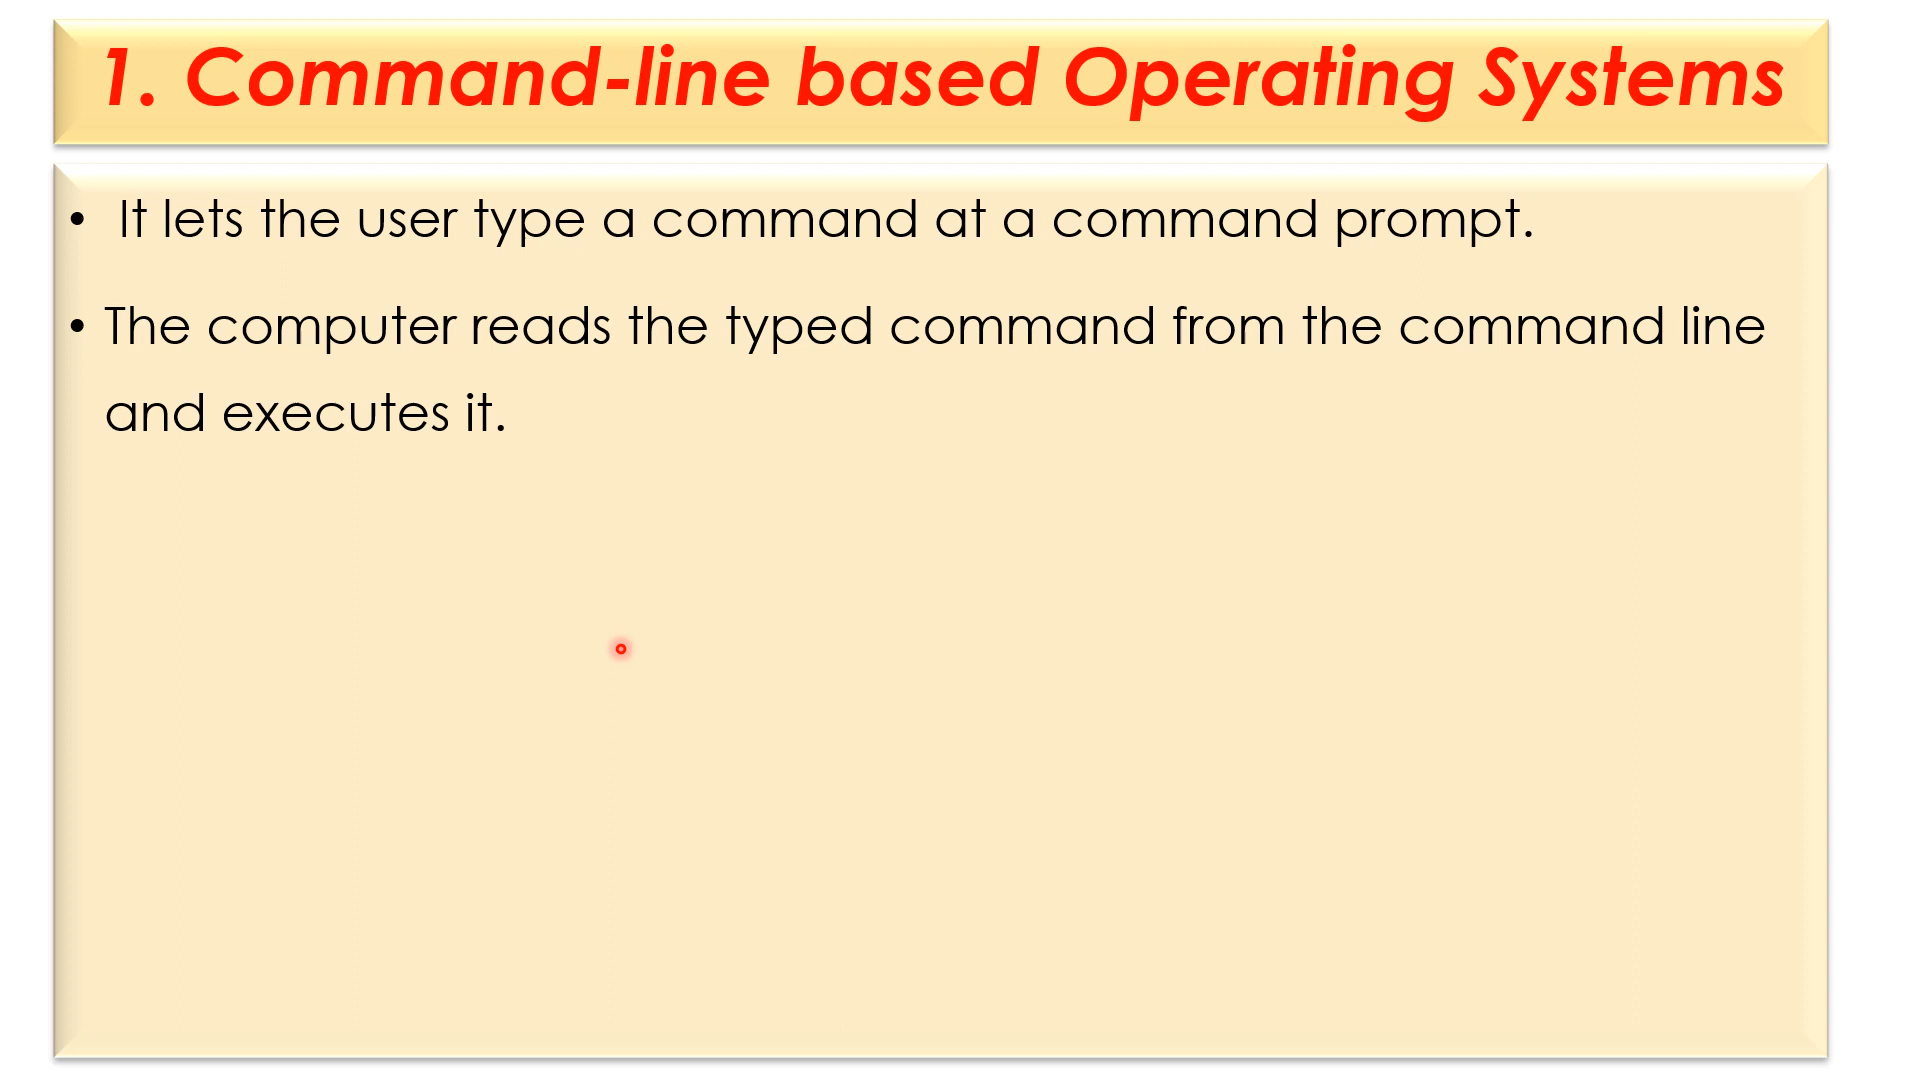 1. Command-line based Operating Systems
• It lets the user type a command at a command prompt.
• The computer reads the typed command from the command line
and executes it.